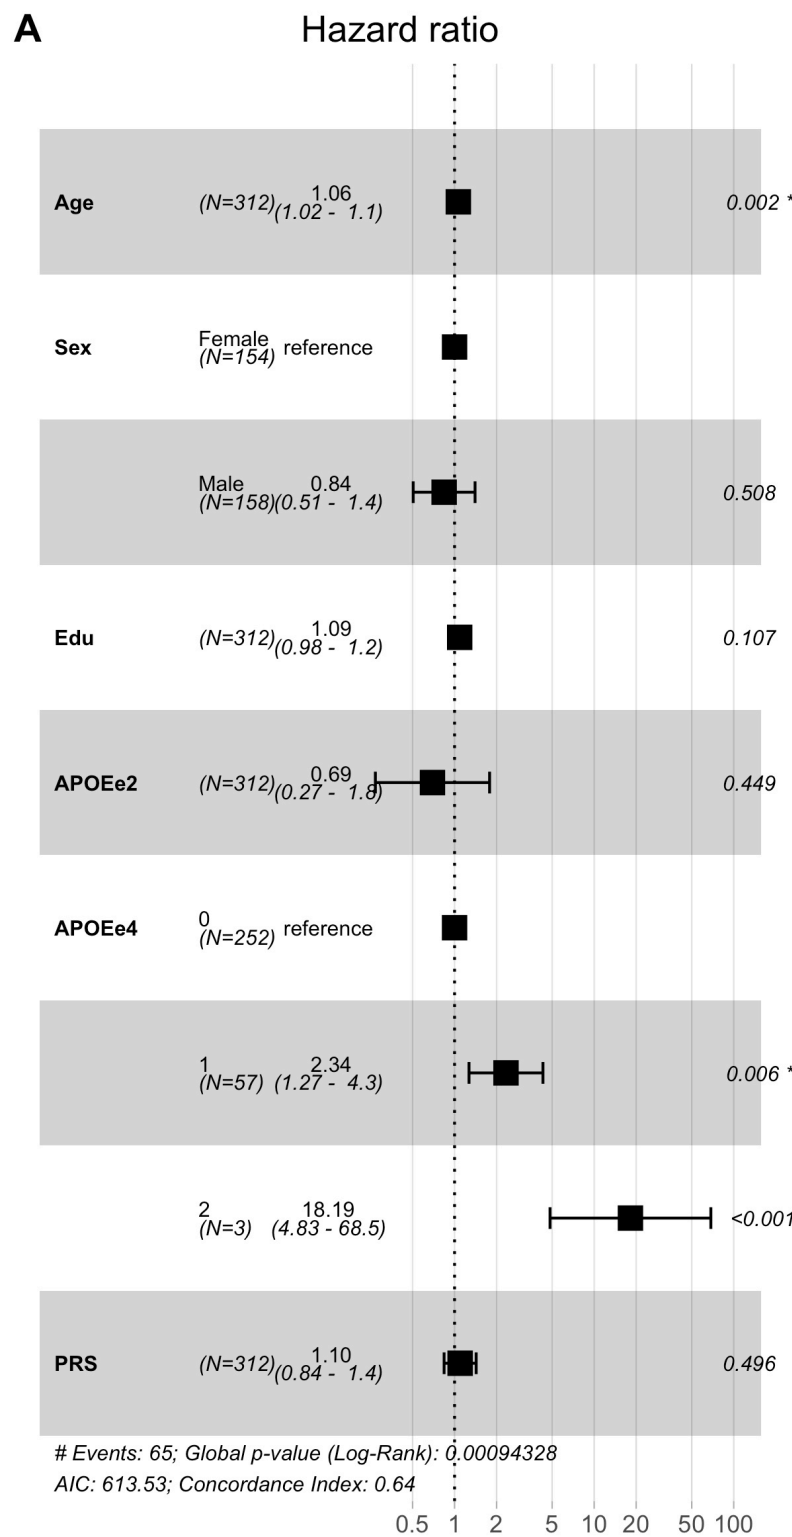 A
Hazard ratio
Age (N=312) 1.06 (1.02 - 1.1) 0.002 *
Sex Female (N=154) reference
Male (N=158) 0.84 (0.51 - 1.4) 0.508
Edu (N=312) 1.09 (0.98 - 1.2) 0.107
APOEe2 (N=312) 0.69 (0.27 - 1.8) 0.449
APOEe4 0 (N=252) reference
1 (N=57) 2.34 (1.27 - 4.3) 0.006 *
2 (N=3) 18.19 (4.83 - 68.5) <0.001
PRS (N=312) 1.10 (0.84 - 1.4) 0.496
# Events: 65; Global p-value (Log-Rank): 0.00094328
AIC: 613.53; Concordance Index: 0.64
0.5 1 2 5 10 20 50 100